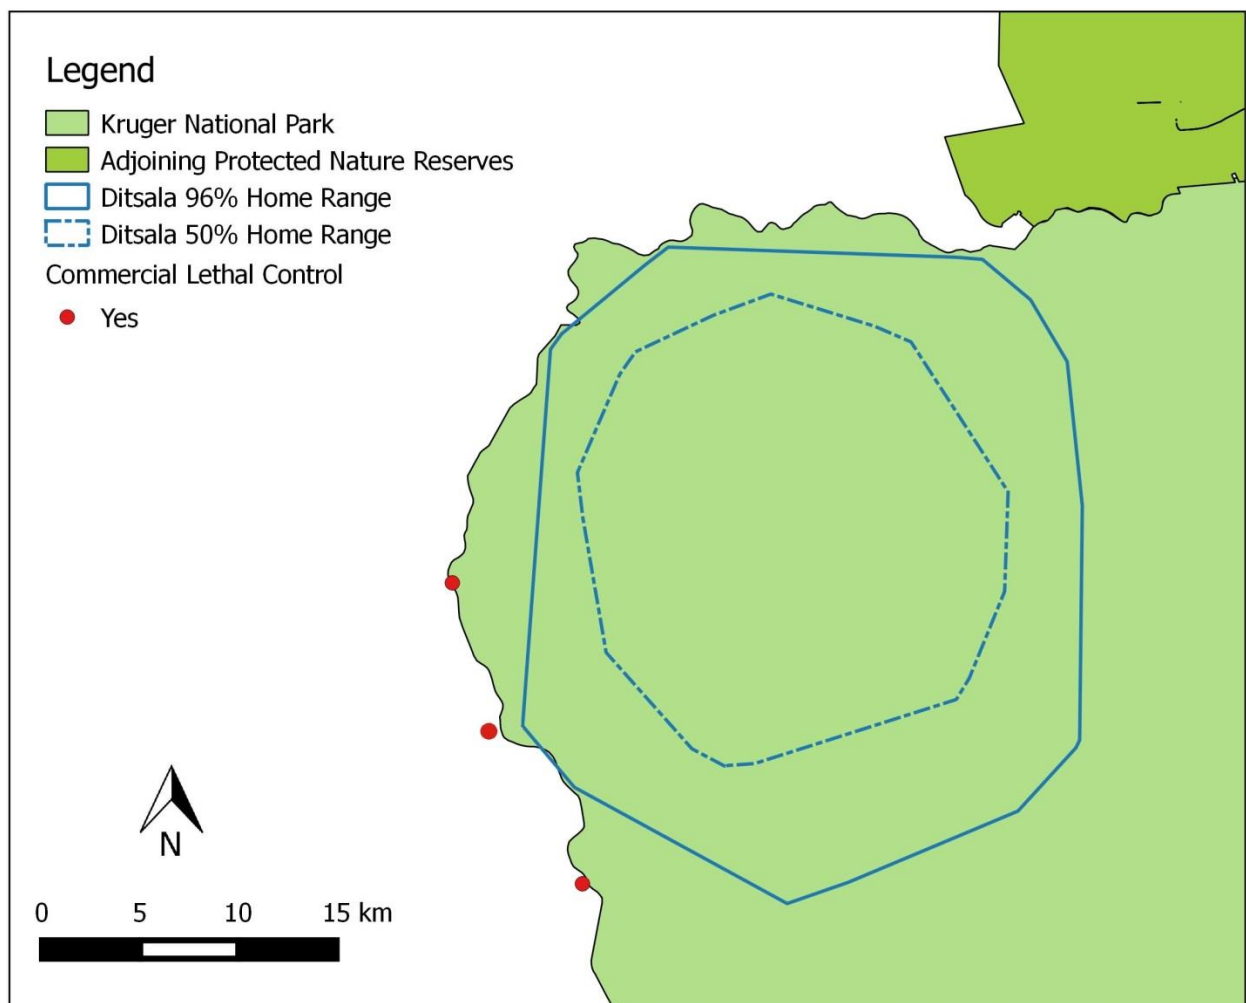 Legend
Kruger National Park
Adjoining Protected Nature Reserves
Ditsala 96% Home Range
Ditsala 50% Home Range
Commercial Lethal Control
Yes
N
0 5 10 15 km